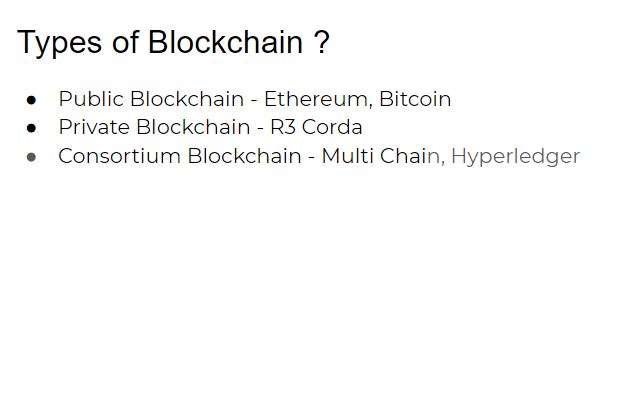 Types of Blockchain ?
● Public Blockchain - Ethereum, Bitcoin
● Private Blockchain - R3 Corda
● Consortium Blockchain - Multi Chain, Hyperledger